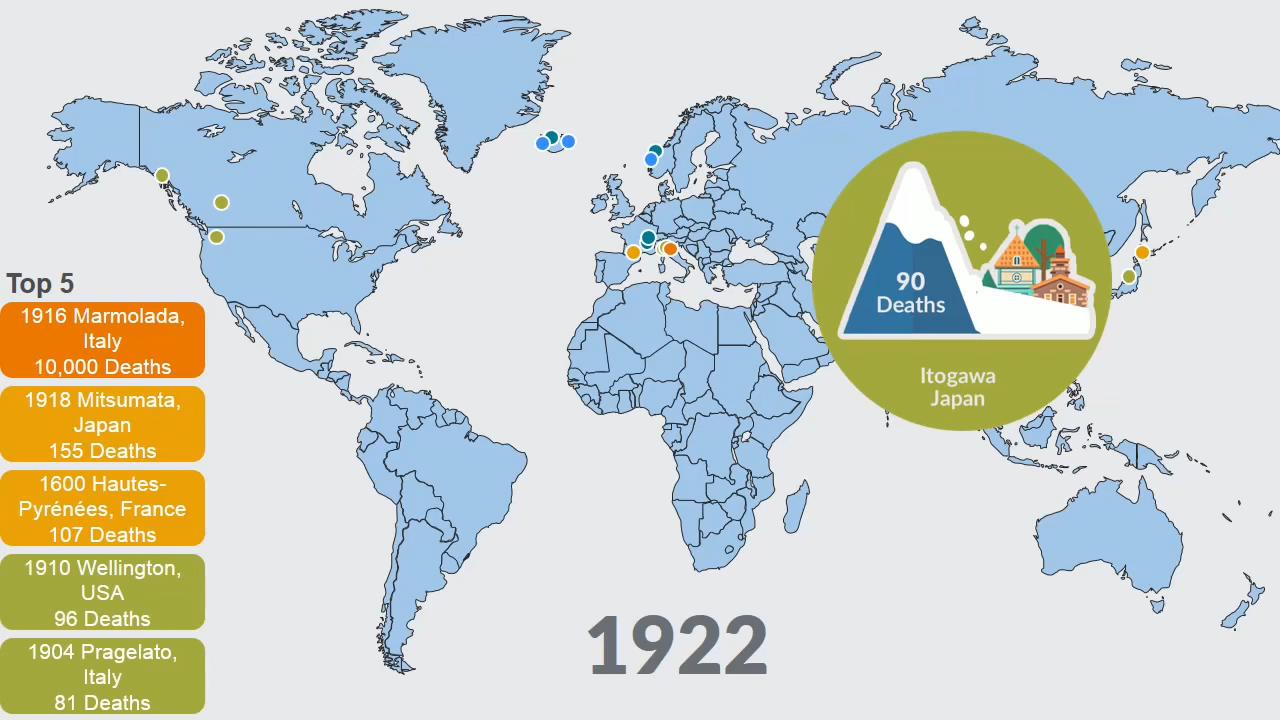 Top 5
1916 Marmolada,
Italy
10,000 Deaths
1918 Mitsumata,
Japan
155 Deaths
1600 Hautes-
Pyrénées, France
107 Deaths
1910 Wellington,
USA
96 Deaths
1904 Pragelato,
Italy
81 Deaths
90
Deaths
Itogawa
Japan
1922